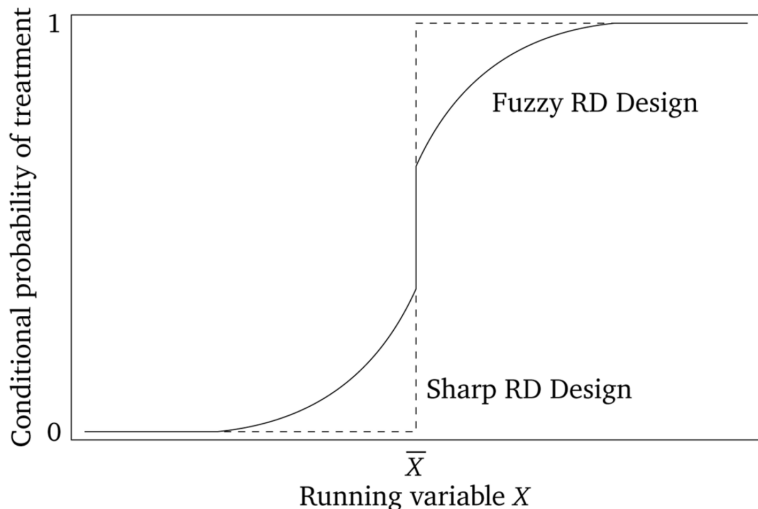 Conditional probability of treatment
1
Fuzzy RD Design
Sharp RD Design
0
X̅
Running variable X